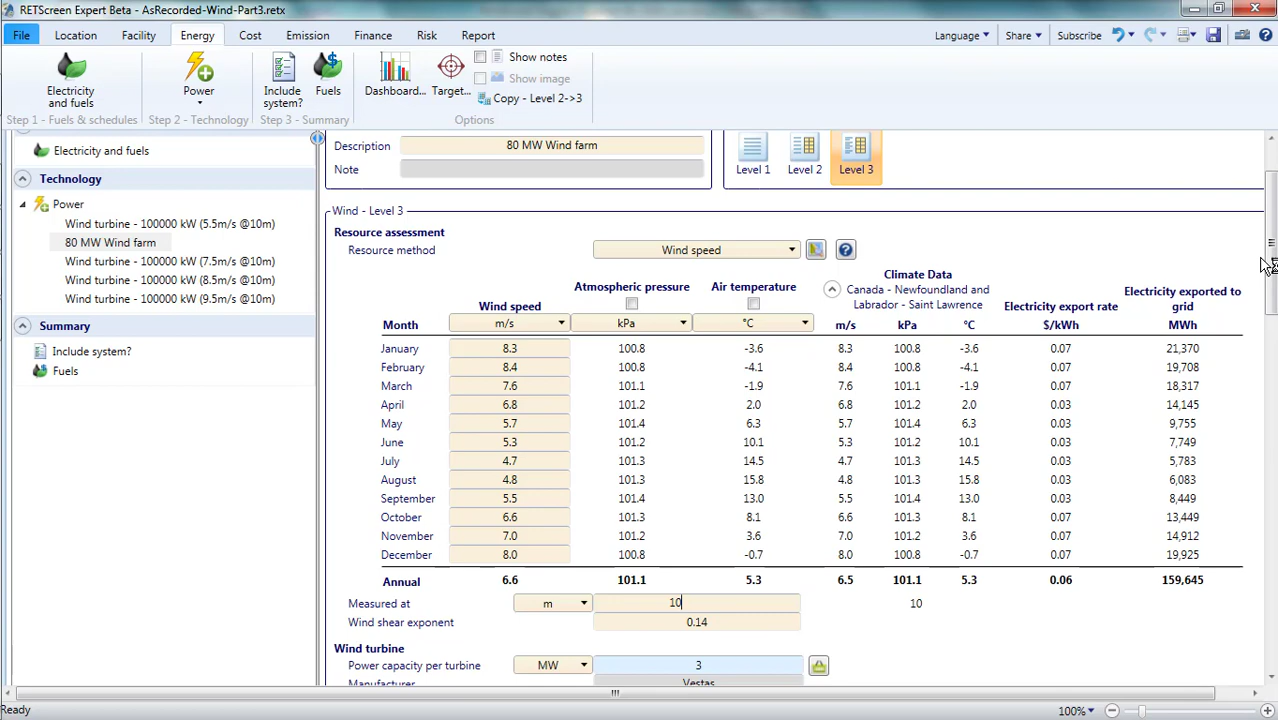 RETScreen Expert Beta - AsRecorded-Wind-Part3.retx
File Location Facility Energy Cost Emission Finance Risk Report Language Share Subscribe
Electricity and fuels
Step 1 - Fuels & schedules
Power
Step 2 - Technology
Include system?
Fuels
Step 3 - Summary
Dashboard...
Target...
Show notes
Show image
Copy - Level 2->3
Options
Electricity and fuels
Technology
Power
Wind turbine - 100000 kW (5.5m/s @10m)
80 MW Wind farm
Wind turbine - 100000 kW (7.5m/s @10m)
Wind turbine - 100000 kW (8.5m/s @10m)
Wind turbine - 100000 kW (9.5m/s @10m)
Summary
Include system?
Fuels
Description 80 MW Wind farm
Note
Level 1 Level 2 Level 3
Wind - Level 3
Resource assessment
Resource method Wind speed
Climate Data
Canada - Newfoundland and
Labrador - Saint Lawrence
Wind speed Atmospheric pressure Air temperature Electricity export rate Electricity exported to grid
Month m/s kPa °C m/s kPa °C $/kWh MWh
January 8.3 100.8 -3.6 8.3 100.8 -3.6 0.07 21,370
February 8.4 100.8 -4.1 8.4 100.8 -4.1 0.07 19,708
March 7.6 101.1 -1.9 7.6 101.1 -1.9 0.07 18,317
April 6.8 101.2 2.0 6.8 101.2 2.0 0.03 14,145
May 5.7 101.4 6.3 5.7 101.4 6.3 0.03 9,755
June 5.3 101.2 10.1 5.3 101.2 10.1 0.03 7,749
July 4.7 101.3 14.5 4.7 101.3 14.5 0.03 5,783
August 4.8 101.3 15.8 4.8 101.3 15.8 0.03 6,083
September 5.5 101.4 13.0 5.5 101.4 13.0 0.03 8,449
October 6.6 101.3 8.1 6.6 101.3 8.1 0.07 13,449
November 7.0 101.2 3.6 7.0 101.2 3.6 0.07 14,912
December 8.0 100.8 -0.7 8.0 100.8 -0.7 0.07 19,925
Annual 6.6 101.1 5.3 6.5 101.1 5.3 0.06 159,645
Measured at m 10 10
Wind shear exponent 0.14
Wind turbine
Power capacity per turbine MW 3
Manufacturer Vestas
Ready 100%